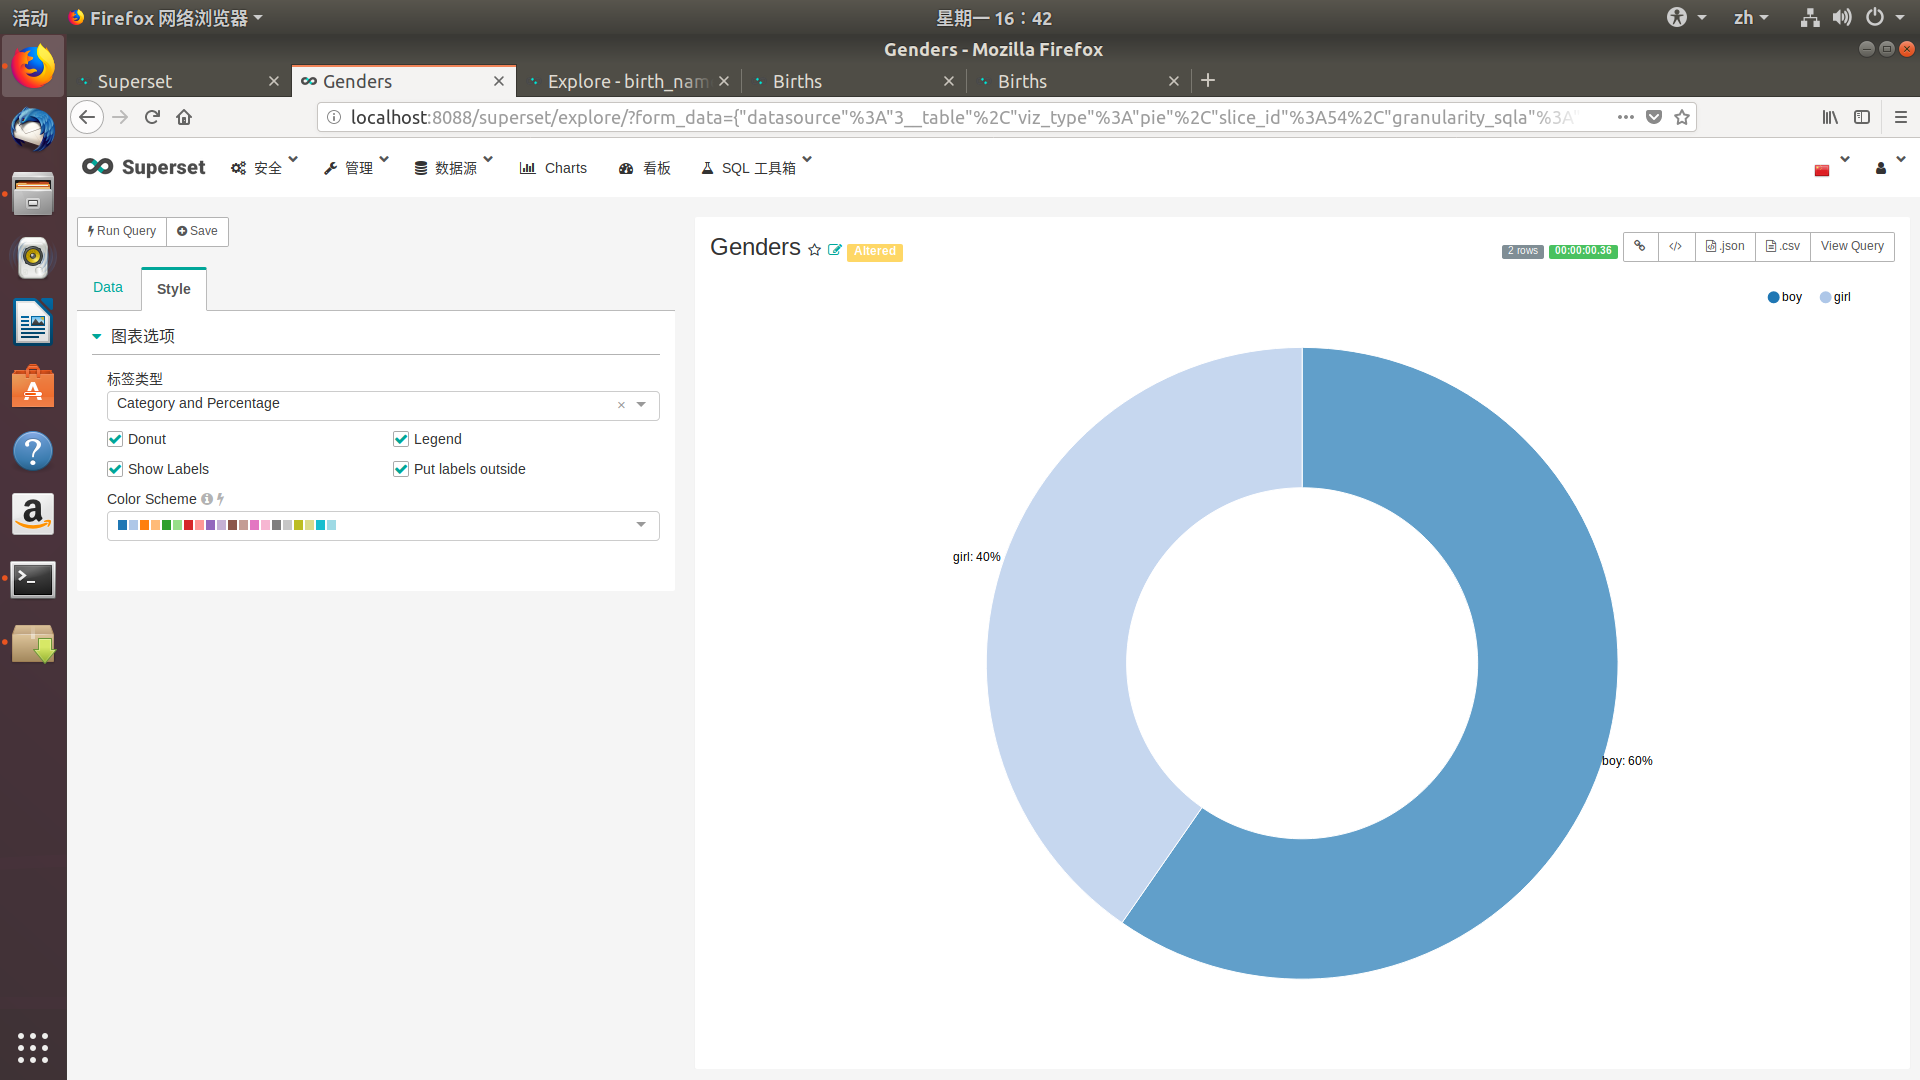 活动
Firefox 网络浏览器
星期一 16：42
zh
Genders - Mozilla Firefox
Superset
Genders
Explore - birth_nam
Births
Births
localhost:8088/superset/explore/?form_data={"datasource"%3A"3__table"%2C"viz_type"%3A"pie"%2C"slice_id"%3A54%2C"granularity_sqla"%3A"
Superset
安全
管理
数据源
Charts
看板
SQL 工具箱
Run Query
Save
Data
Style
图表选项
标签类型
Category and Percentage
Donut
Legend
Show Labels
Put labels outside
Color Scheme
Genders
Altered
2 rows
00:00:00.36
</>
.json
.csv
View Query
boy
girl
girl: 40%
boy: 60%